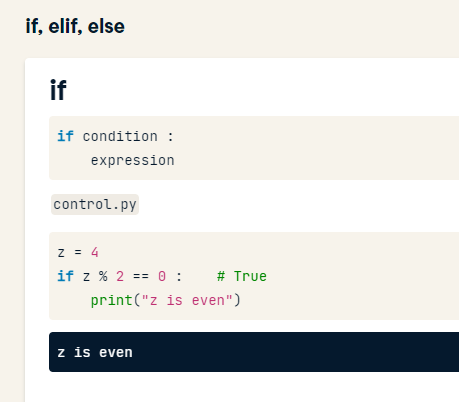 if, elif, else
if
if condition :
    expression
control.py
z = 4
if z % 2 == 0 :    # True
    print("z is even")
z is even